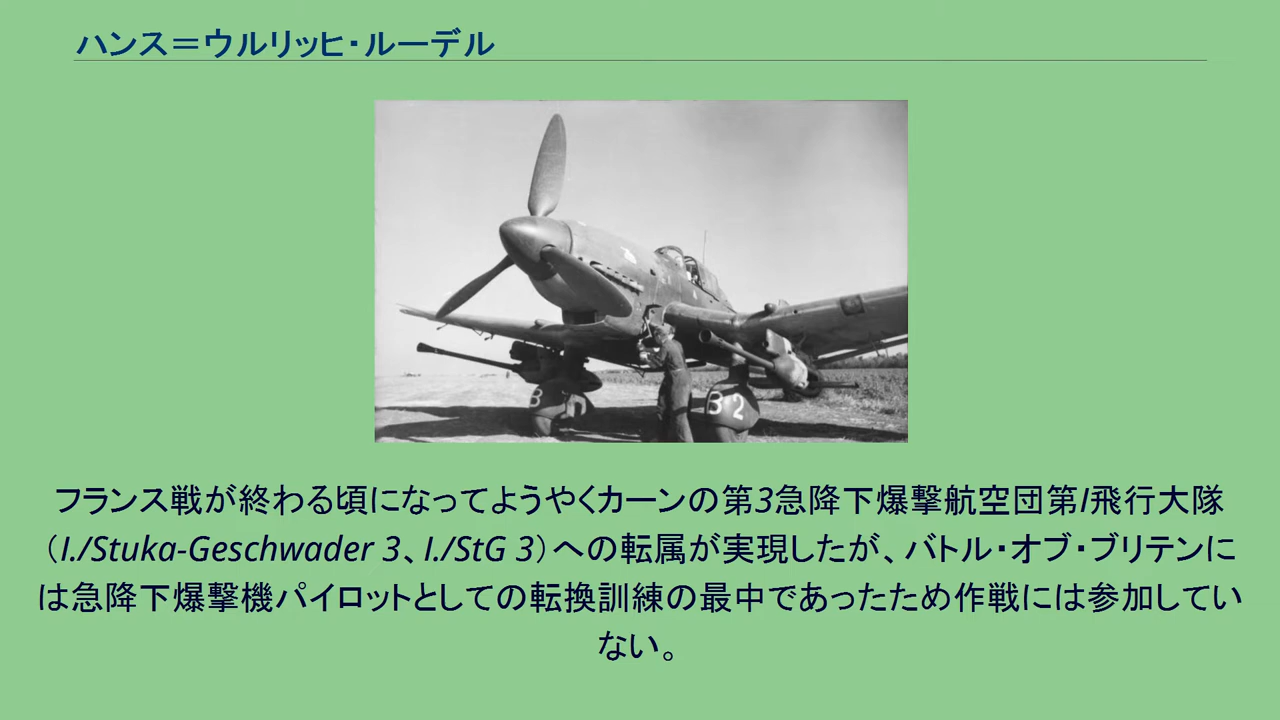 ハンス＝ウルリッヒ・ルーデル
B
B 2
フランス戦が終わる頃になってようやくカーンの第3急降下爆撃航空団第I飛行大隊
（I./Stuka-Geschwader 3、I./StG 3）への転属が実現したが、バトル・オブ・ブリテンに
は急降下爆撃機パイロットとしての転換訓練の最中であったため作戦には参加してい
ない。